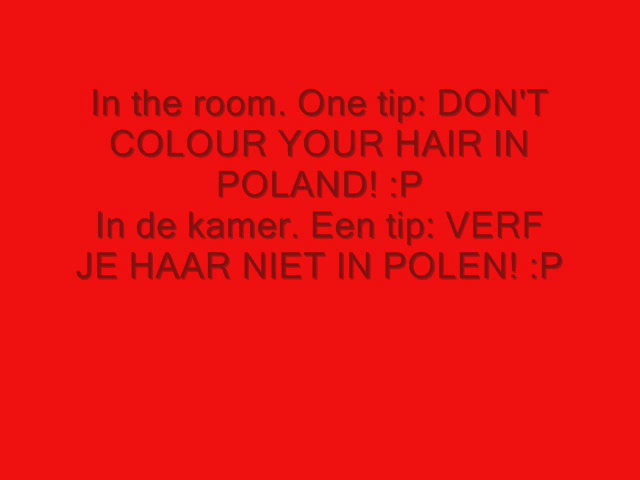 In the room. One tip: DON'T
COLOUR YOUR HAIR IN
POLAND! :P
In de kamer. Een tip: VERF
JE HAAR NIET IN POLEN! :P